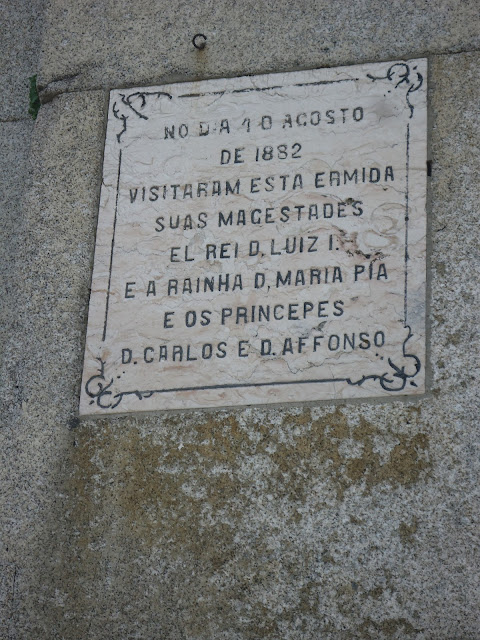 NO DIA 10 AGOSTO
DE 1882
VISITARAM ESTA ERMIDA
SUAS MAGESTADES
EL REI D. LUIZ I.
E A RAINHA D, MARIA PIA
E OS PRINCEPES
D. CARLOS E D. AFFONSO